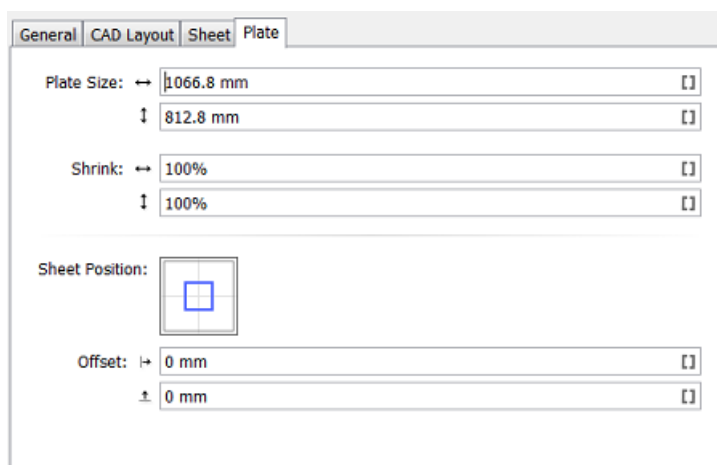 General CAD Layout Sheet Plate
Plate Size: ↔ 1066.8 mm []
↕ 812.8 mm []
Shrink: ↔ 100% []
↕ 100% []
Sheet Position:
Offset: 0 mm []
0 mm []